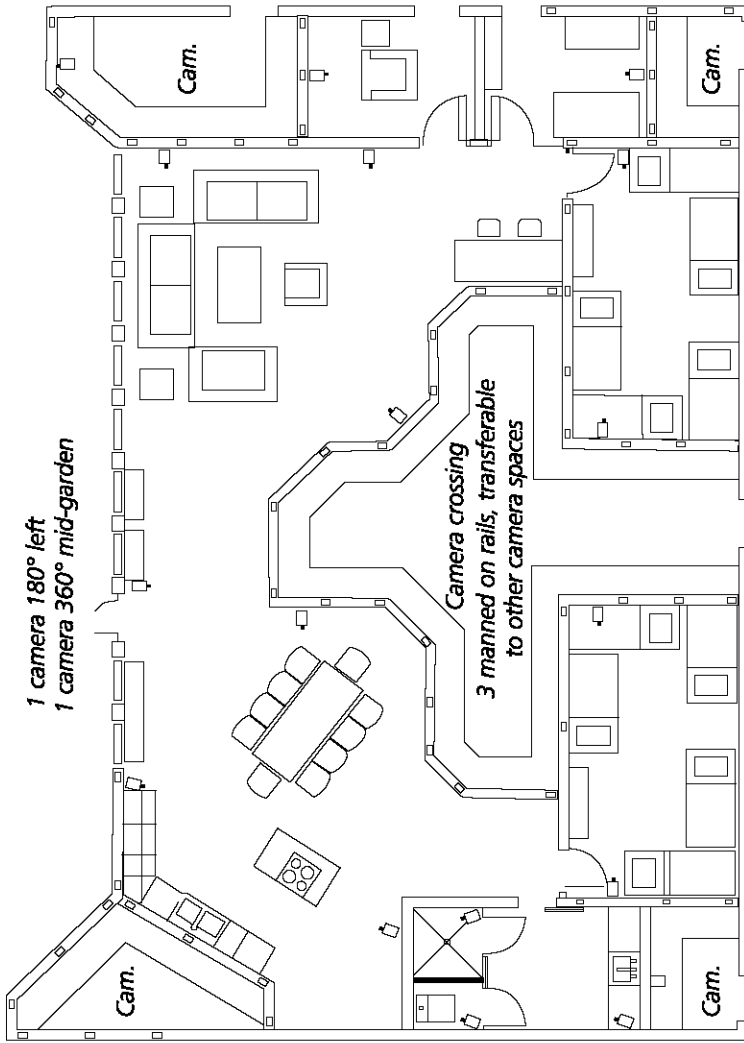 1 camera 180° left
1 camera 360° mid-garden
Cam.
Cam.
Camera crossing
3 manned on rails, transferable
to other camera spaces
Cam.
Cam.